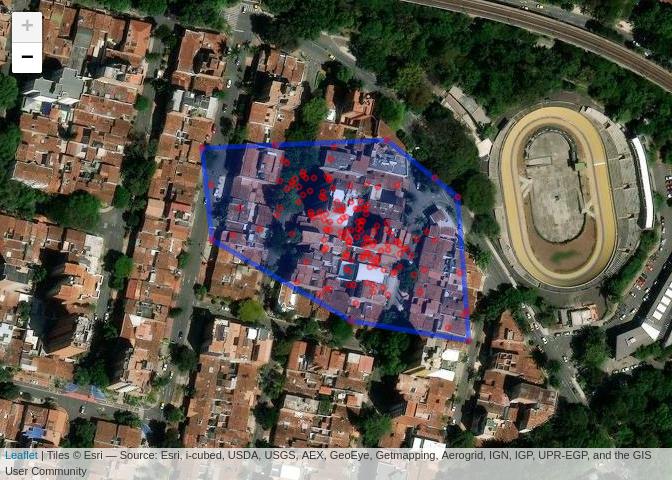 +
−
Leaflet | Tiles © Esri — Source: Esri, i-cubed, USDA, USGS, AEX, GeoEye, Getmapping, Aerogrid, IGN, IGP, UPR-EGP, and the GIS
User Community